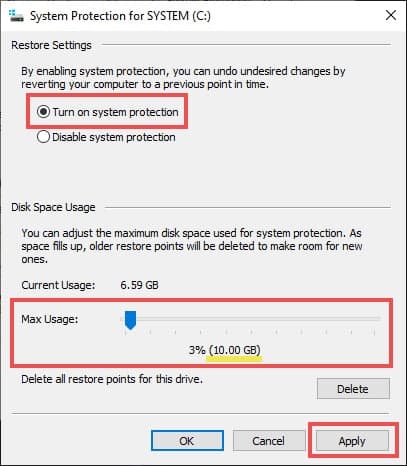 System Protection for SYSTEM (C:)
Restore Settings
By enabling system protection, you can undo undesired changes by
reverting your computer to a previous point in time.
Turn on system protection
Disable system protection
Disk Space Usage
You can adjust the maximum disk space used for system protection. As
space fills up, older restore points will be deleted to make room for new
ones.
Current Usage: 6.59 GB
Max Usage:
3% (10.00 GB)
Delete all restore points for this drive.
Delete
OK Cancel Apply